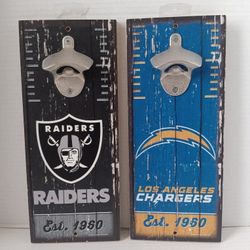 RAIDERS
RAIDERS
Est. 1960
LOS ANGELES
CHARGERS
Est. 1960